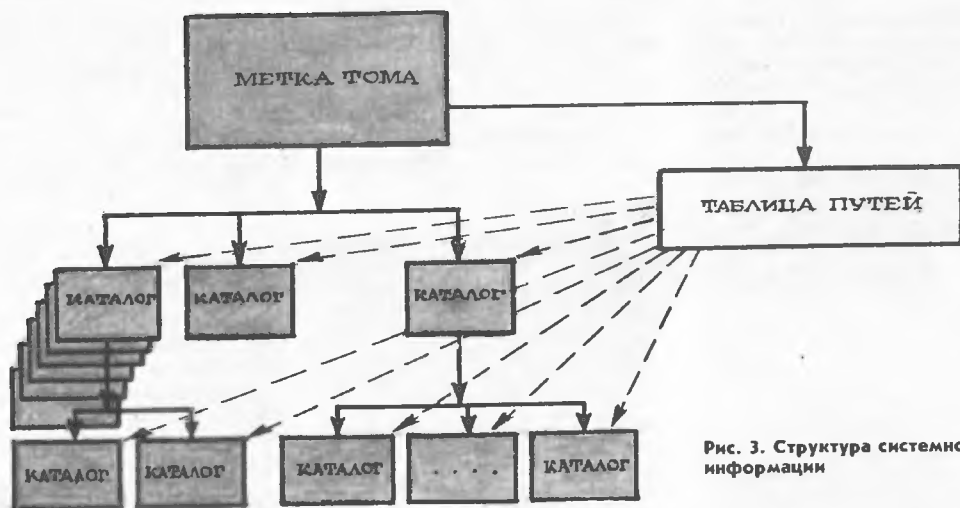 МЕТКА ТОМА
ТАБЛИЦА ПУТЕЙ
КАТАЛОГ
КАТАЛОГ
КАТАЛОГ
КАТАЛОГ
КАТАЛОГ
КАТАЛОГ
. . . .
КАТАЛОГ
Рис. 3. Структура системно
информации